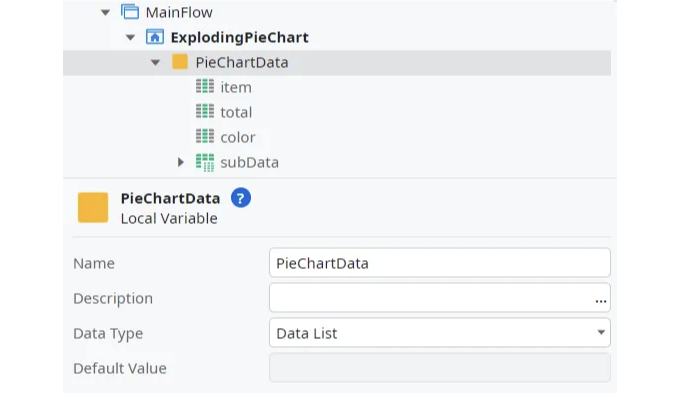 MainFlow
ExplodingPieChart
PieChartData
item
total
color
subData
PieChartData ?
Local Variable
Name PieChartData
Description ...
Data Type Data List
Default Value